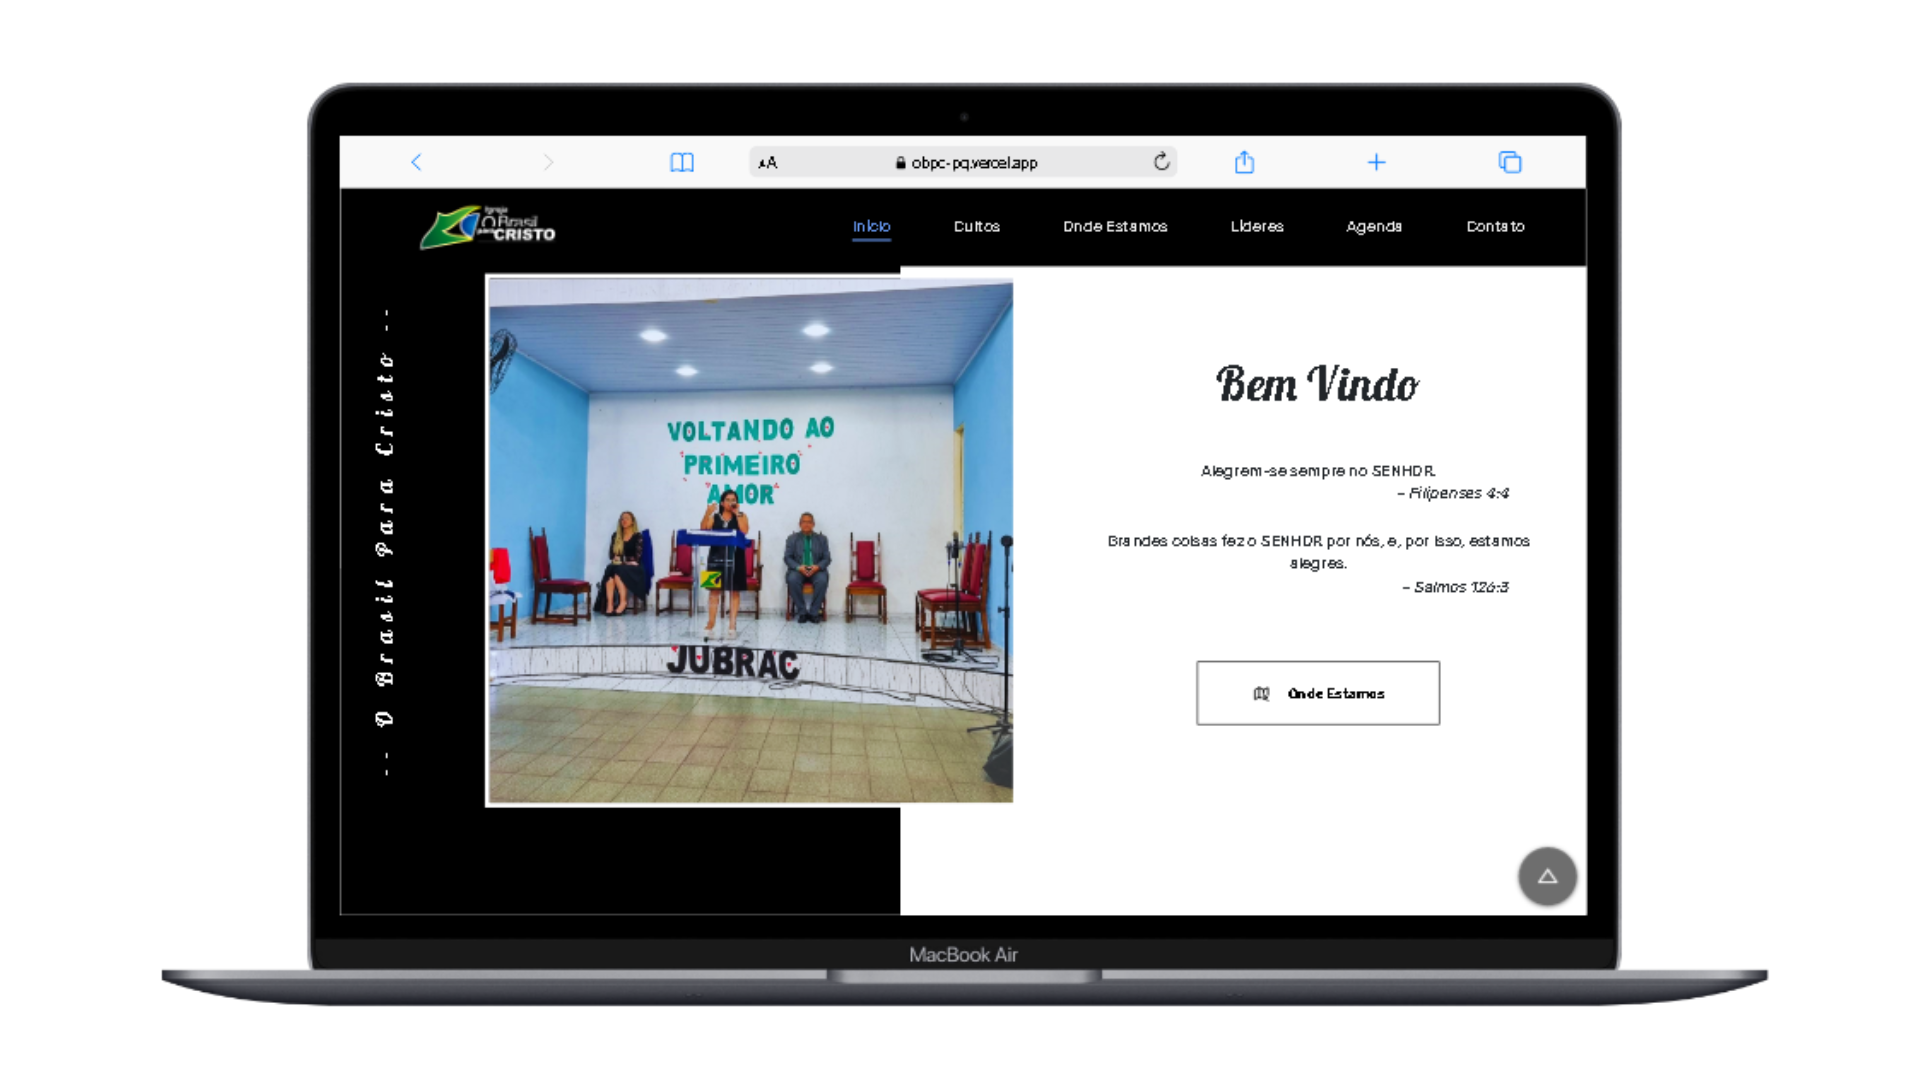 obpc-pq.vercel.app
Igreja
O Brasil
para CRISTO
Início
Cultos
Onde Estamos
Líderes
Agenda
Contato
-- O Brasil Para Cristo --
VOLTANDO AO
PRIMEIRO
AMOR
JUBRAC
Bem Vindo
Alegrem-se sempre no SENHOR.
– Filipenses 4:4
Grandes coisas fez o SENHOR por nós, e, por isso, estamos
alegres.
– Salmos 126:3
Onde Estamos
MacBook Air